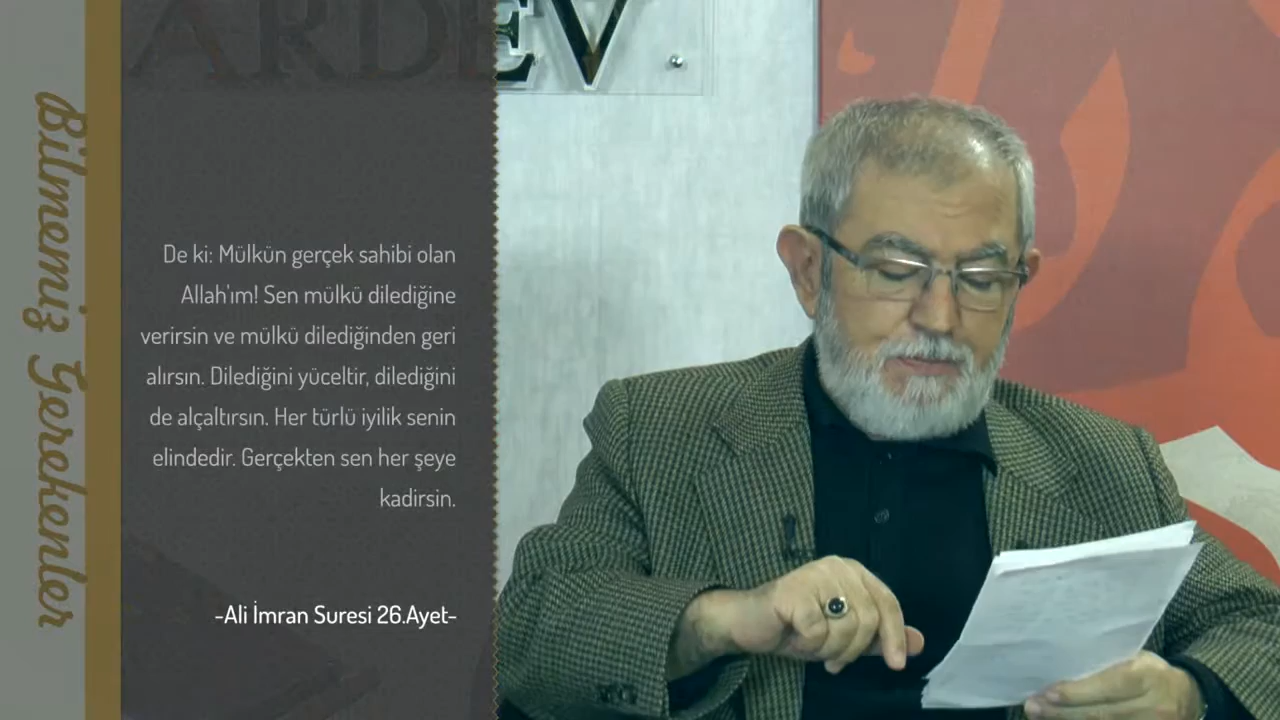 ARDEV
Bilmemiz Gerekenler
De ki: Mülkün gerçek sahibi olan
Allah'ım! Sen mülkü dilediğine
verirsin ve mülkü dilediğinden geri
alırsın. Dilediğini yüceltir, dilediğini
de alçaltırsın. Her türlü iyilik senin
elindedir. Gerçekten sen her şeye
kadirsin.
-Ali İmran Suresi 26.Ayet-